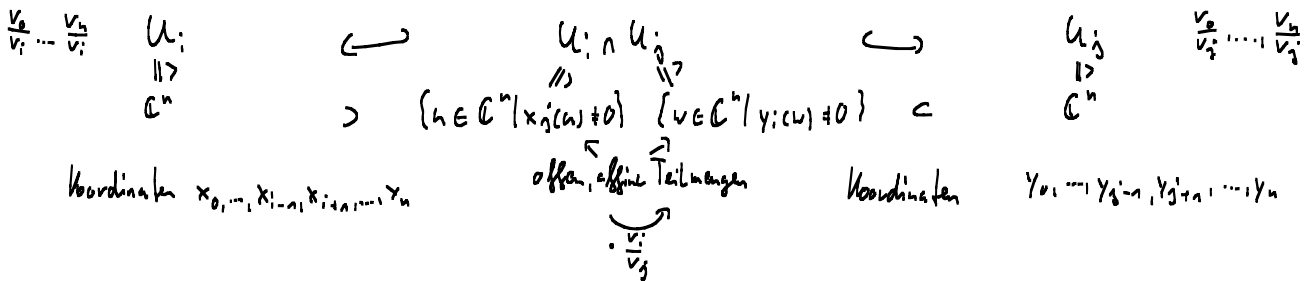 v₀/vᵢ ... vₙ/vᵢ Uᵢ ↩ Uᵢ ∩ Uⱼ ↪ Uⱼ v₀/vⱼ, ..., vₙ/vⱼ
≅ ≅ ≅ ≅
ℂⁿ ⊃ {u ∈ ℂⁿ | xⱼ(u) ≠ 0} {w ∈ ℂⁿ | yᵢ(w) ≠ 0} ⊂ ℂⁿ
Koordinaten x₀, ..., xᵢ₋₁, xᵢ₊₁, ..., xₙ offen, affine Teilmengen Koordinaten y₀, ..., yⱼ₋₁, yⱼ₊₁, ..., yₙ
· vᵢ/vⱼ